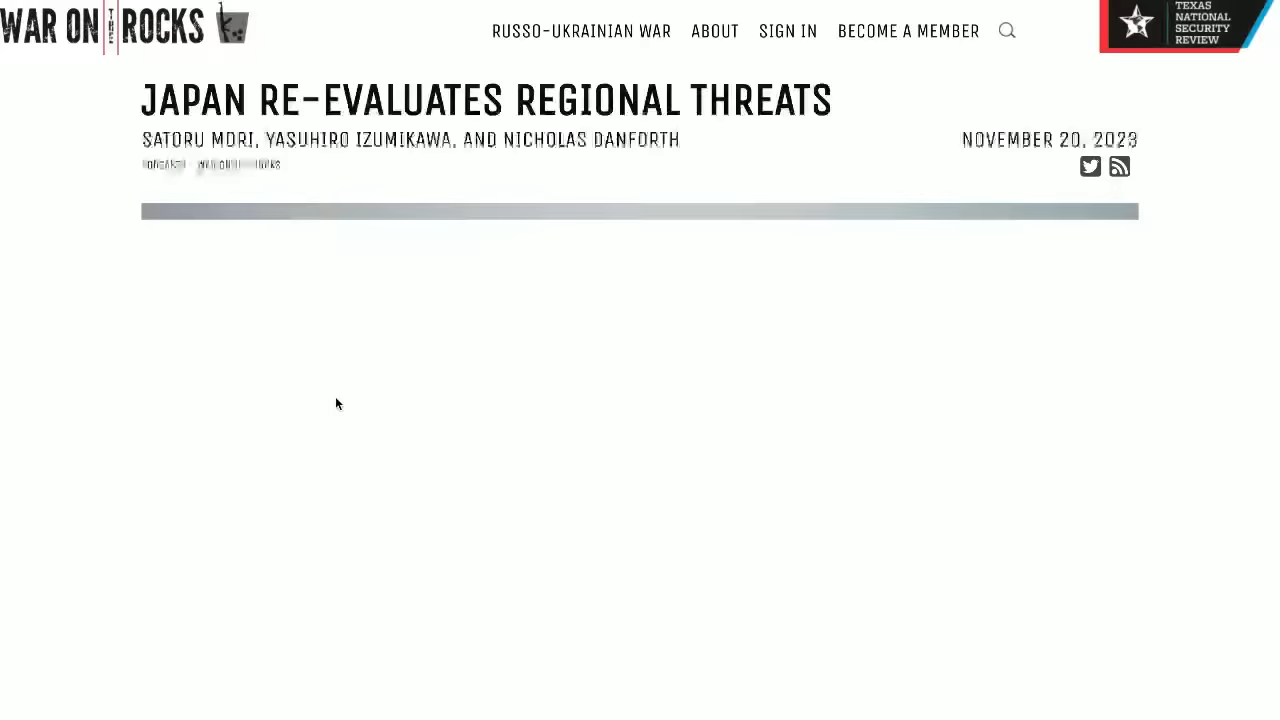 WAR ON THE ROCKS
RUSSO-UKRAINIAN WAR ABOUT SIGN IN BECOME A MEMBER
TEXAS
NATIONAL
SECURITY
REVIEW
JAPAN RE-EVALUATES REGIONAL THREATS
SATORU MORI, YASUHIRO IZUMIKAWA, AND NICHOLAS DANFORTH
NOVEMBER 20, 2023